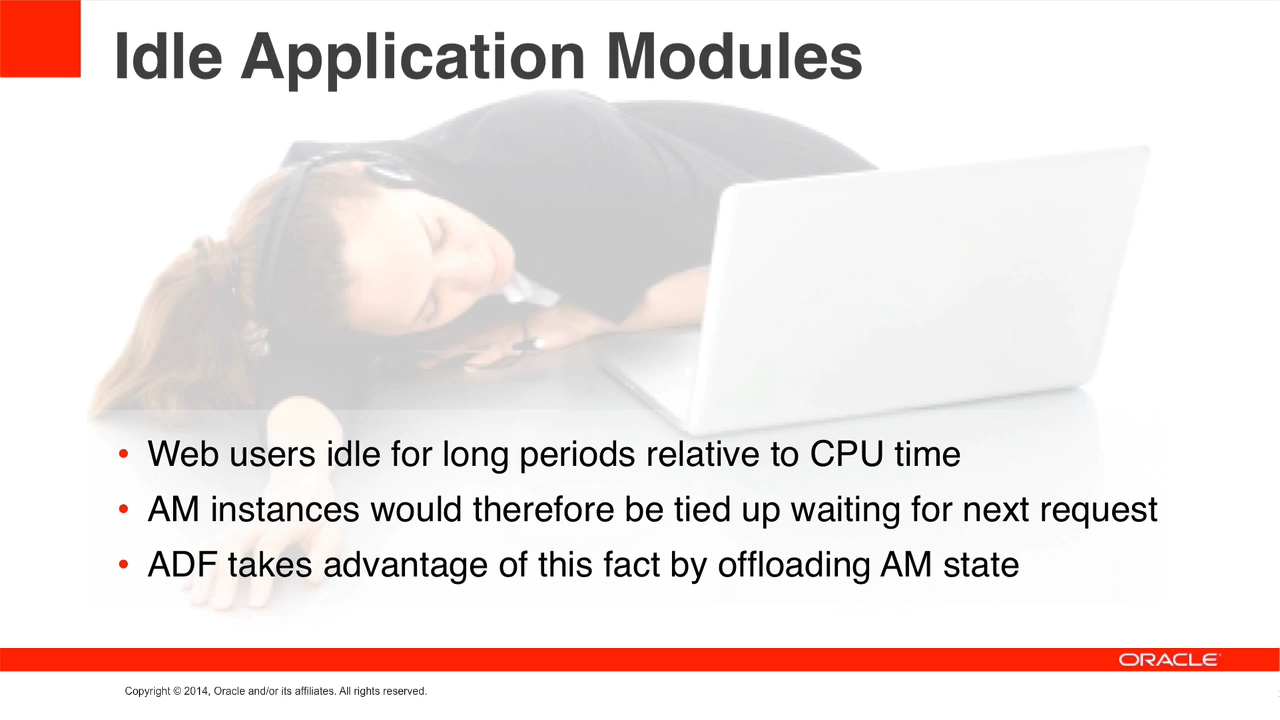 Idle Application Modules
• Web users idle for long periods relative to CPU time
• AM instances would therefore be tied up waiting for next request
• ADF takes advantage of this fact by offloading AM state
ORACLE
Copyright © 2014, Oracle and/or its affiliates. All rights reserved.